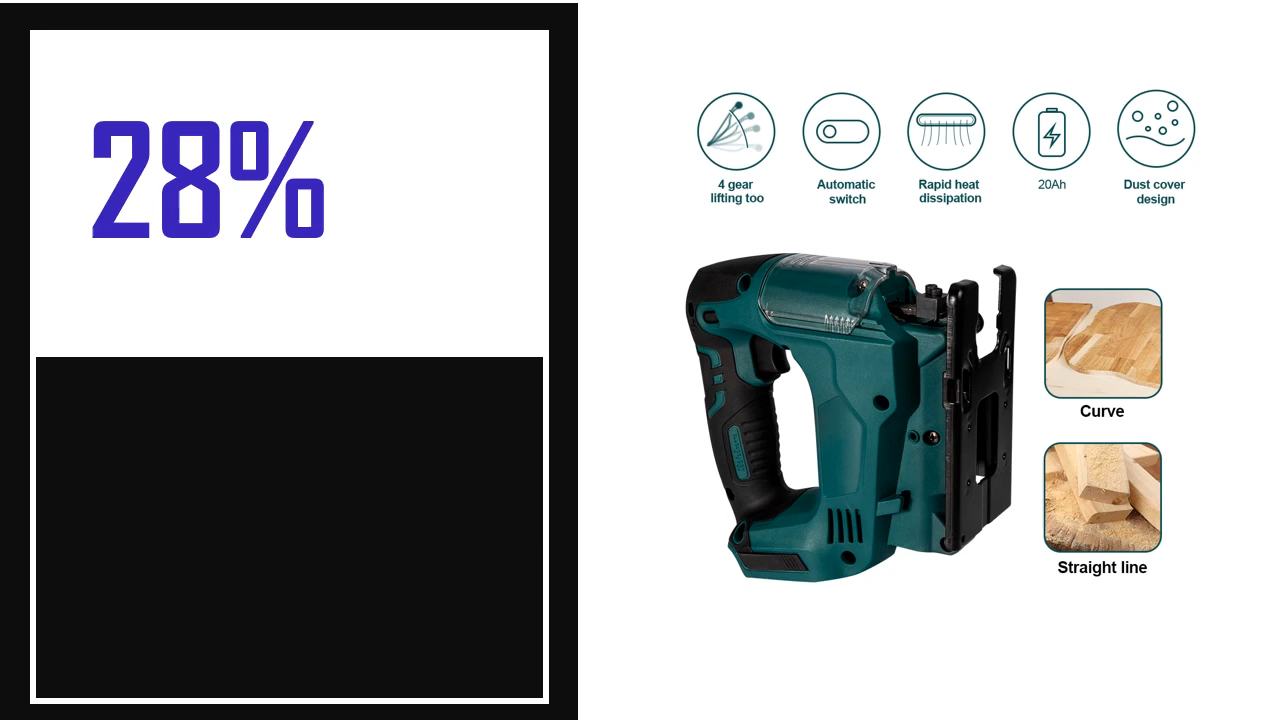 28%
4 gear
lifting too
Automatic
switch
Rapid heat
dissipation
20Ah
Dust cover
design
Curve
Straight line